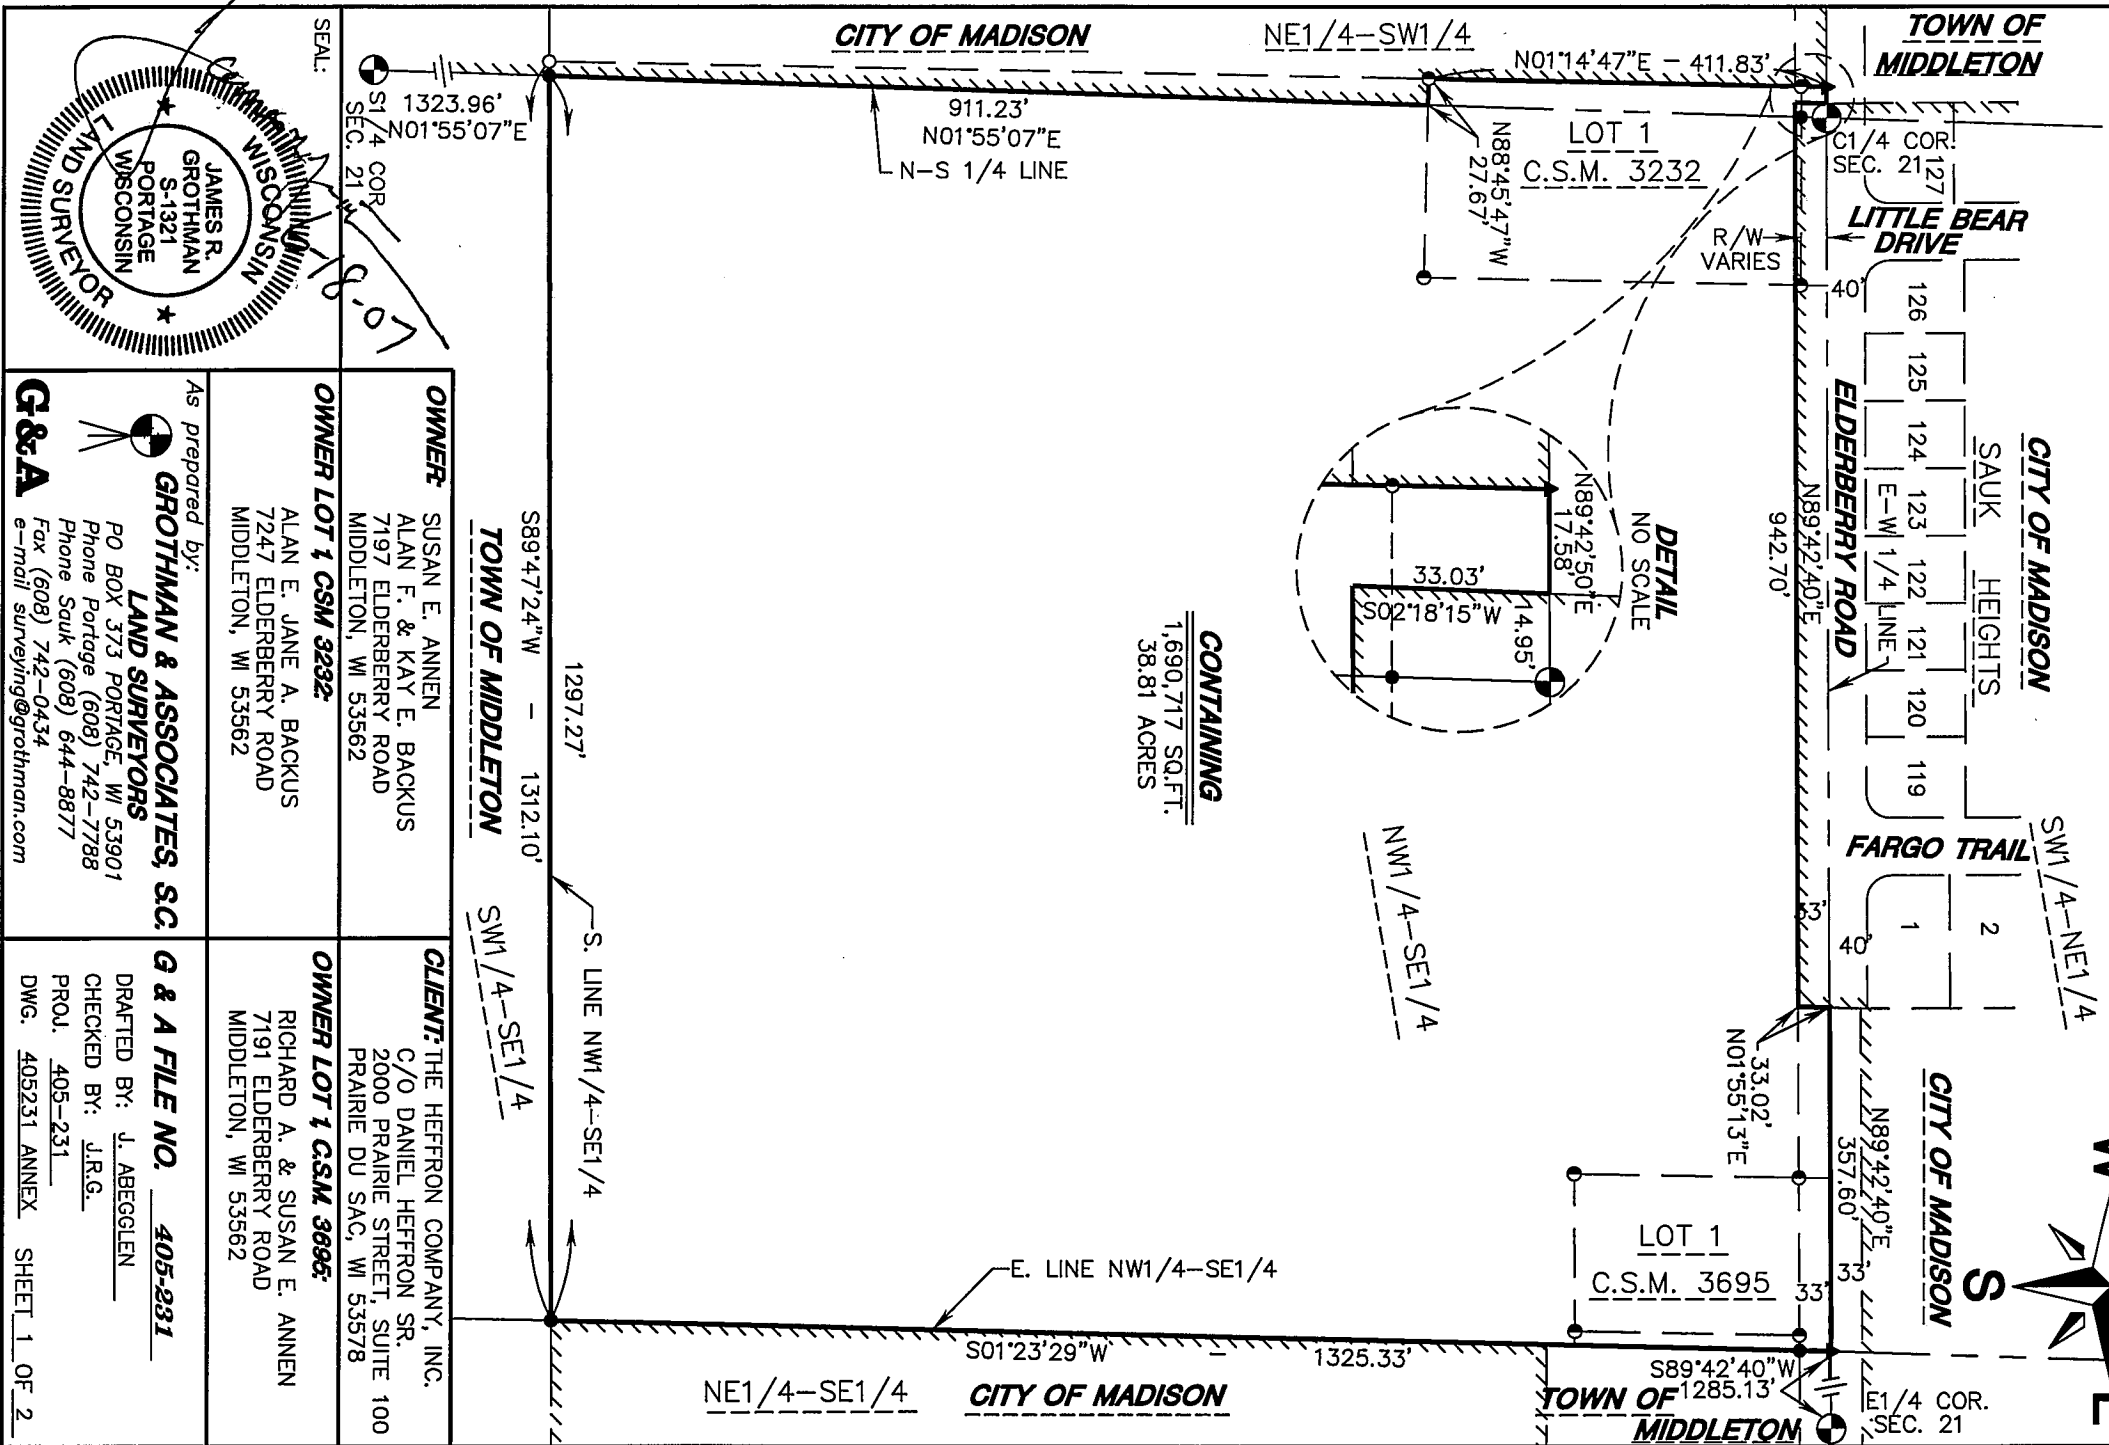 TOWN OF
MIDDLETON
CITY OF MADISON
NE1/4-SW1/4
N01°14'47"E - 411.83'
C1/4 COR.
SEC. 21
127
LITTLE BEAR
DRIVE
R/W
VARIES
40'
LOT 1
C.S.M. 3232
N88°45'47"W
27.67'
911.23'
N01°55'07"E
N-S 1/4 LINE
1323.96'
N01°55'07"E
S1/4 COR.
SEC. 21
CITY OF MADISON
SAUK HEIGHTS
126
125
124
123
122
121
120
119
E-W 1/4 LINE
ELDERBERRY ROAD
N89°42'40"E
942.70'
DETAIL
NO SCALE
N89°42'50"E
17.58'
33.03'
S02°18'15"W
14.95'
CONTAINING
1,690,717 SQ.FT.
38.81 ACRES
SW1/4-NE1/4
FARGO TRAIL
1
2
33'
40'
NW1/4-SE1/4
33.02'
N01°55'13"E
CITY OF MADISON
N89°42'40"E
357.60'
33'
33'
LOT 1
C.S.M. 3695
W
S
E1/4 COR.
SEC. 21
S89°42'40"W
1285.13'
TOWN OF
MIDDLETON
E. LINE NW1/4-SE1/4
S01°23'29"W - 1325.33'
NE1/4-SE1/4
CITY OF MADISON
S. LINE NW1/4-SE1/4
1297.27'
S89°47'24"W - 1312.10'
TOWN OF MIDDLETON
SW1/4-SE1/4
SEAL:
WISCONSIN
JAMES R.
GROTHMAN
S-1321
PORTAGE
WISCONSIN
LAND SURVEYOR
OWNER:
SUSAN E. ANNEN
ALAN F. & KAY E. BACKUS
7197 ELDERBERRY ROAD
MIDDLETON, WI 53562
CLIENT: THE HEFFRON COMPANY, INC.
C/O DANIEL HEFFRON SR.
2000 PRAIRIE STREET, SUITE 100
PRAIRIE DU SAC, WI 53578
OWNER LOT 1, CSM 3232:
ALAN E. JANE A. BACKUS
7247 ELDERBERRY ROAD
MIDDLETON, WI 53562
OWNER LOT 1, C.S.M. 3695:
RICHARD A. & SUSAN E. ANNEN
7191 ELDERBERRY ROAD
MIDDLETON, WI 53562
As prepared by:
GROTHMAN & ASSOCIATES, S.C.
LAND SURVEYORS
PO BOX 373 PORTAGE, WI 53901
Phone Portage (608) 742-7788
Phone Sauk (608) 644-8877
Fax (608) 742-0434
e-mail surveying@grothman.com
G&A
G & A FILE NO. 405-231
DRAFTED BY: J. ABEGGLEN
CHECKED BY: J.R.G.
PROJ. 405-231
DWG. 405231 ANNEX SHEET 1 OF 2